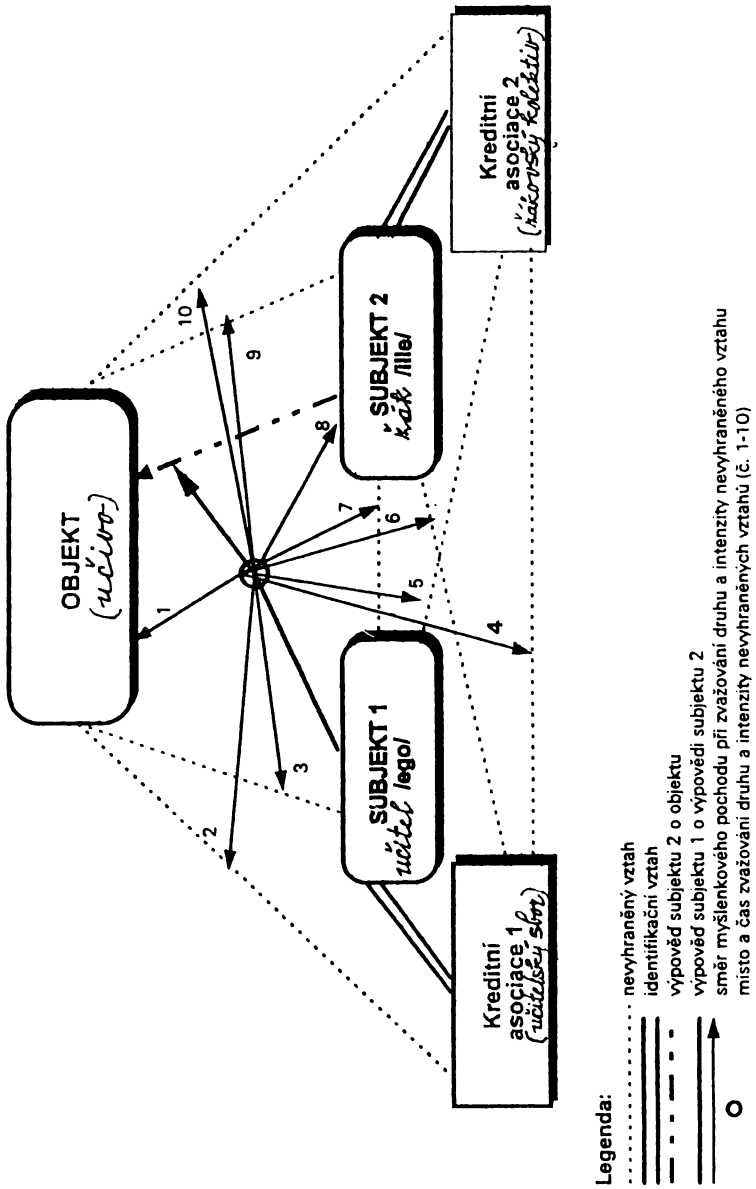 OBJEKT
(učivo)
1
2
3
4
5
6
7
8
9
10
SUBJEKT 1
učitel /ego/
SUBJEKT 2
žák /ille/
Kreditní
asociace 1
(učitelský sbor)
Kreditní
asociace 2
(žákovský kolektiv)
Legenda:
nevyhraněný vztah
identifikační vztah
výpověď subjektu 2 o objektu
výpověď subjektu 1 o výpovědi subjektu 2
směr myšlenkového pochodu při zvažování druhu a intenzity nevyhraněného vztahu
místo a čas zvažování druhu a intenzity nevyhraněných vztahů (č. 1-10)